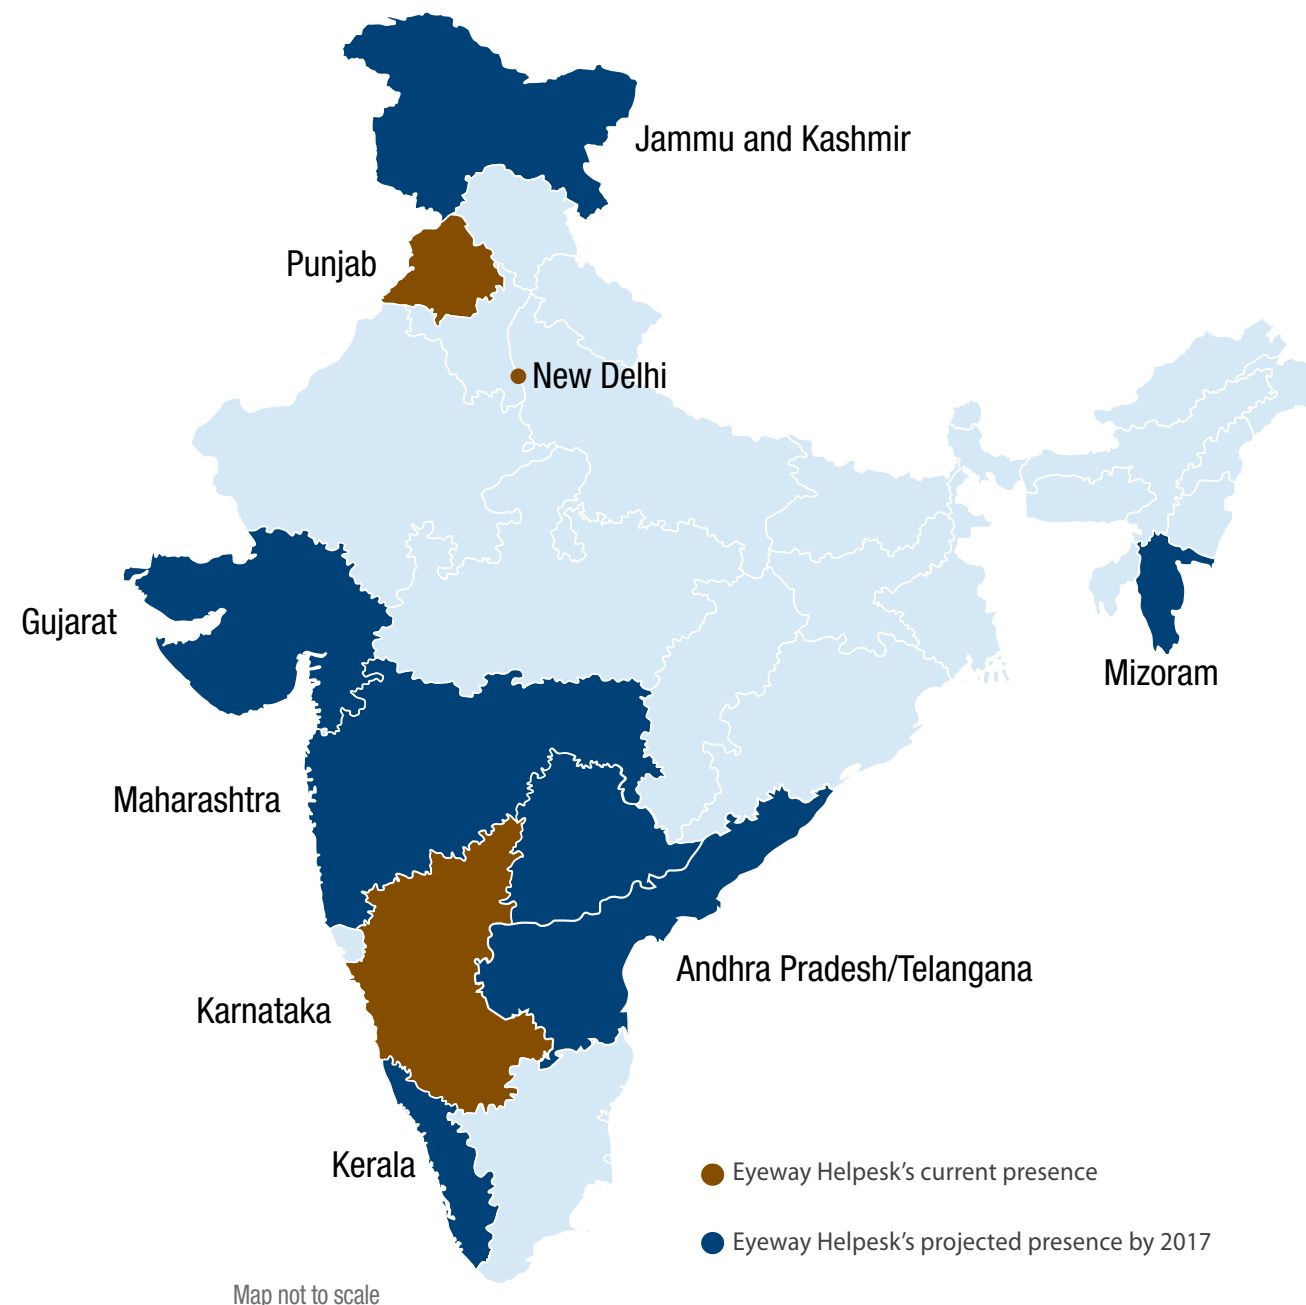 Jammu and Kashmir
Punjab
New Delhi
Gujarat
Mizoram
Maharashtra
Andhra Pradesh/Telangana
Karnataka
Kerala
Eyeway Helpesk's current presence
Eyeway Helpesk's projected presence by 2017
Map not to scale